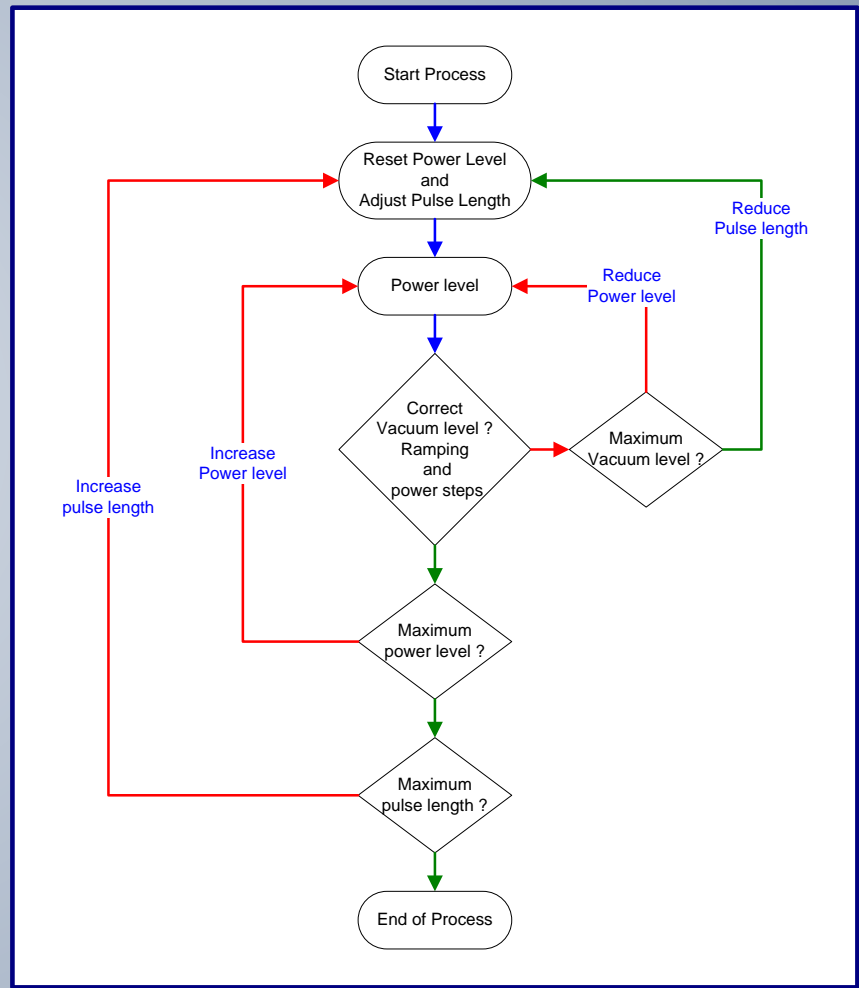 Start Process
Reset Power Level
and
Adjust Pulse Length
Reduce
Pulse length
Power level
Reduce
Power level
Correct
Vacuum level ?
Ramping
and
power steps
Maximum
Vacuum level ?
Increase
Power level
Increase
pulse length
Maximum
power level ?
Maximum
pulse length ?
End of Process